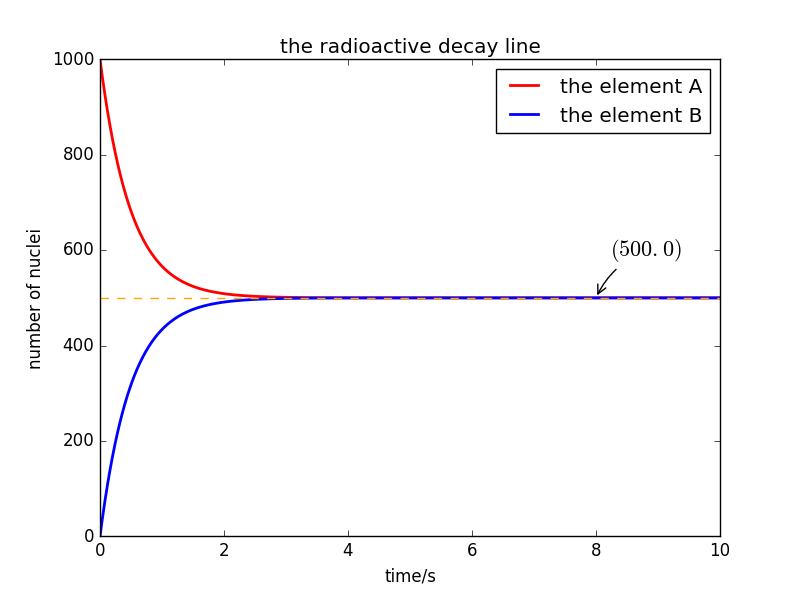 the radioactive decay line
1000
800
600
400
200
0
number of nuclei
the element A
the element B
(500.0)
0 2 4 6 8 10
time/s